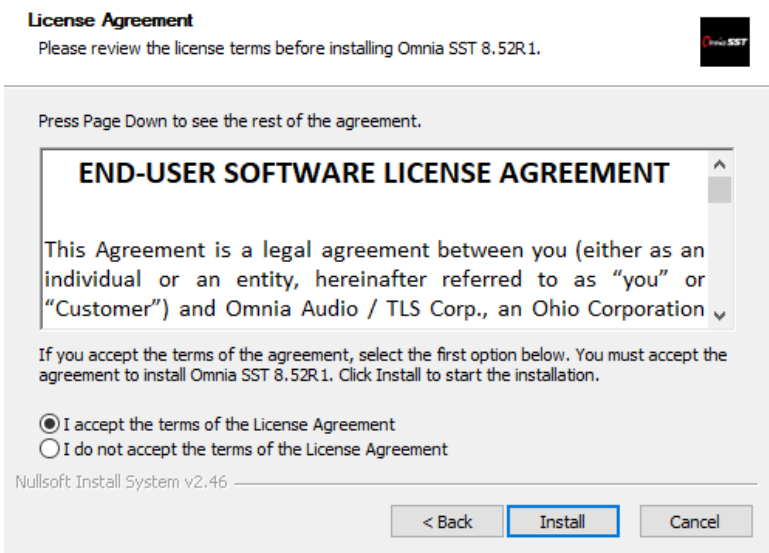 License Agreement
Please review the license terms before installing Omnia SST 8.52R1.
Omnia SST
Press Page Down to see the rest of the agreement.
END-USER SOFTWARE LICENSE AGREEMENT
This Agreement is a legal agreement between you (either as an
individual or an entity, hereinafter referred to as “you” or
“Customer”) and Omnia Audio / TLS Corp., an Ohio Corporation
If you accept the terms of the agreement, select the first option below. You must accept the
agreement to install Omnia SST 8.52R1. Click Install to start the installation.
I accept the terms of the License Agreement
I do not accept the terms of the License Agreement
Nullsoft Install System v2.46
< Back
Install
Cancel